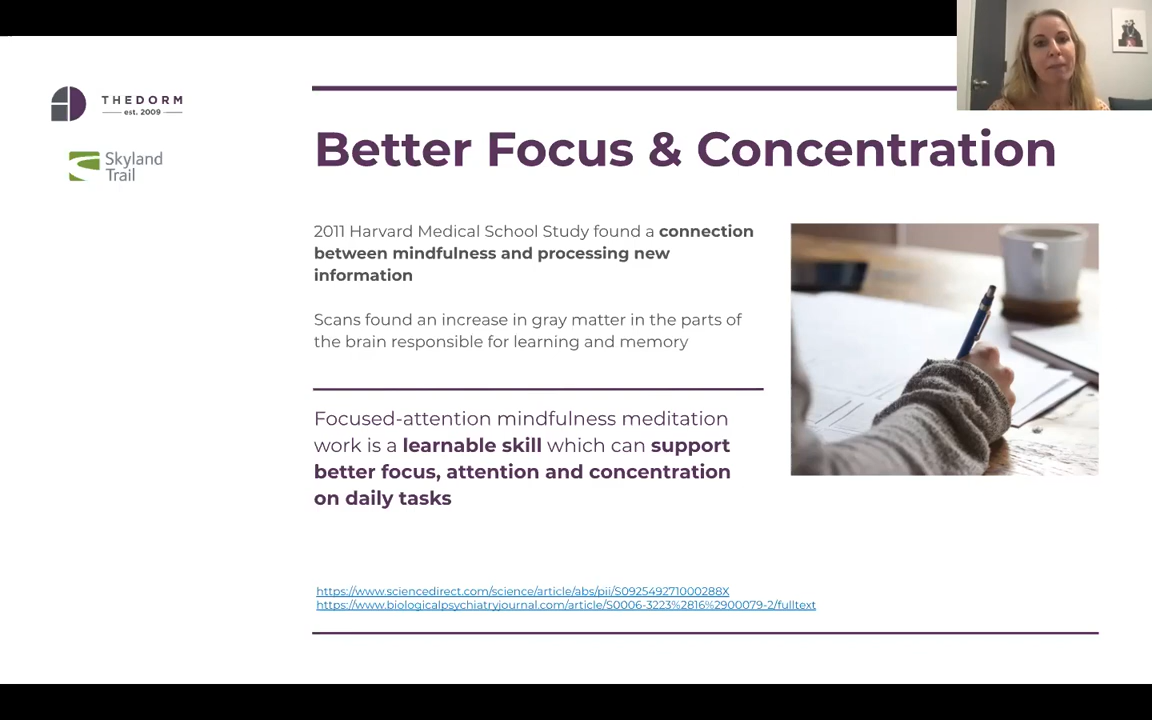 THEDORM
est. 2009
Skyland
Trail
Better Focus & Concentration
2011 Harvard Medical School Study found a connection
between mindfulness and processing new
information
Scans found an increase in gray matter in the parts of
the brain responsible for learning and memory
Focused-attention mindfulness meditation
work is a learnable skill which can support
better focus, attention and concentration
on daily tasks
https://www.sciencedirect.com/science/article/abs/pii/S092549271000288X
https://www.biologicalpsychiatryjournal.com/article/S0006-3223%2816%2900079-2/fulltext